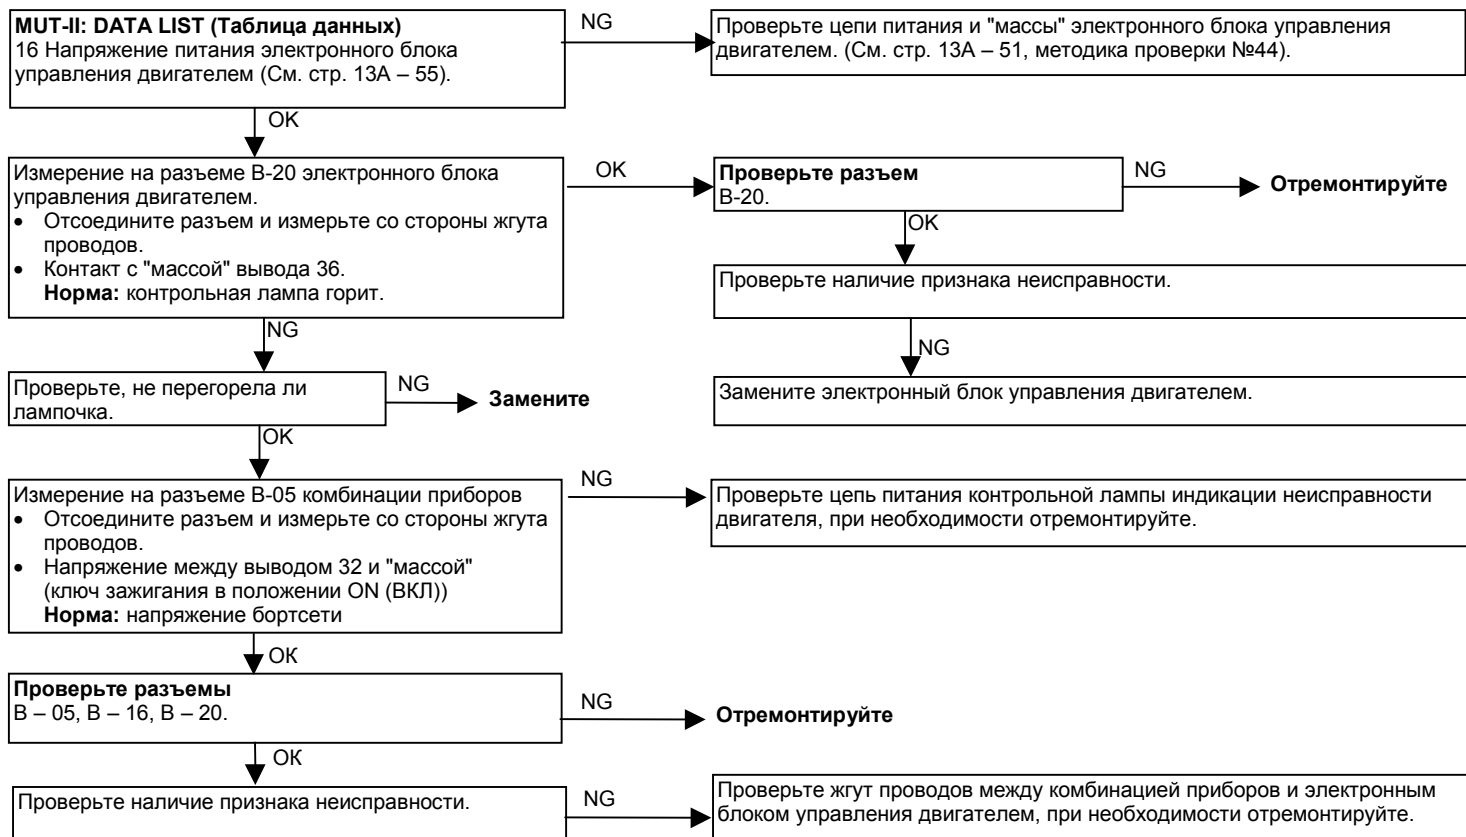 MUT-II: DATA LIST (Таблица данных)
16 Напряжение питания электронного блока
управления двигателем (См. стр. 13A – 55).
NG
Проверьте цепи питания и "массы" электронного блока управления
двигателем. (См. стр. 13A – 51, методика проверки №44).
OK
Измерение на разъеме B-20 электронного блока
управления двигателем.
• Отсоедините разъем и измерьте со стороны жгута
проводов.
• Контакт с "массой" вывода 36.
Норма: контрольная лампа горит.
OK
Проверьте разъем
B-20.
NG
Отремонтируйте
OK
Проверьте наличие признака неисправности.
NG
Замените электронный блок управления двигателем.
NG
Проверьте, не перегорела ли
лампочка.
NG
Замените
OK
Измерение на разъеме B-05 комбинации приборов
• Отсоедините разъем и измерьте со стороны жгута
проводов.
• Напряжение между выводом 32 и "массой"
(ключ зажигания в положении ON (ВКЛ))
Норма: напряжение бортсети
NG
Проверьте цепь питания контрольной лампы индикации неисправности
двигателя, при необходимости отремонтируйте.
OK
Проверьте разъемы
B – 05, B – 16, B – 20.
NG
Отремонтируйте
OK
Проверьте наличие признака неисправности.
NG
Проверьте жгут проводов между комбинацией приборов и электронным
блоком управления двигателем, при необходимости отремонтируйте.